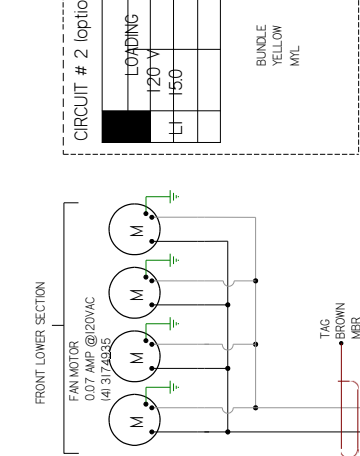 CIRCUIT # 2 (optio
LOADING
120 V
L1 15.0
BUNDLE
YELLOW
MYL
FRONT LOWER SECTION
FAN MOTOR
0.07 AMP @120VAC
(4) 3174935
M
M
M
M
TAG
BROWN
MBR